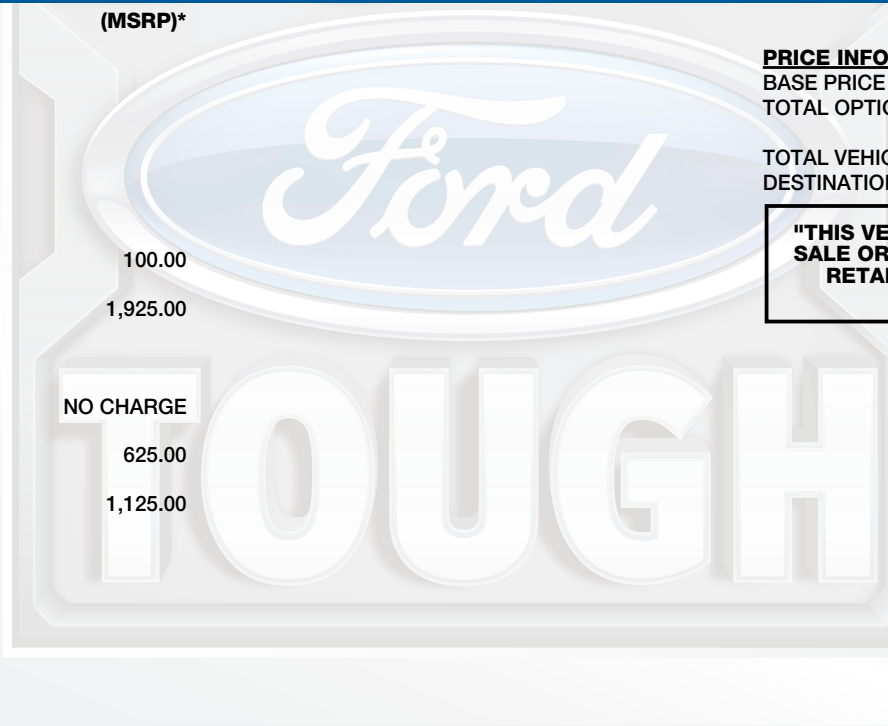 (MSRP)*
100.00
1,925.00
NO CHARGE
625.00
1,125.00
PRICE INFO
BASE PRICE
TOTAL OPTIO
TOTAL VEHIC
DESTINATION
"THIS VE
SALE OR
RETAI
Ford
TOUGH